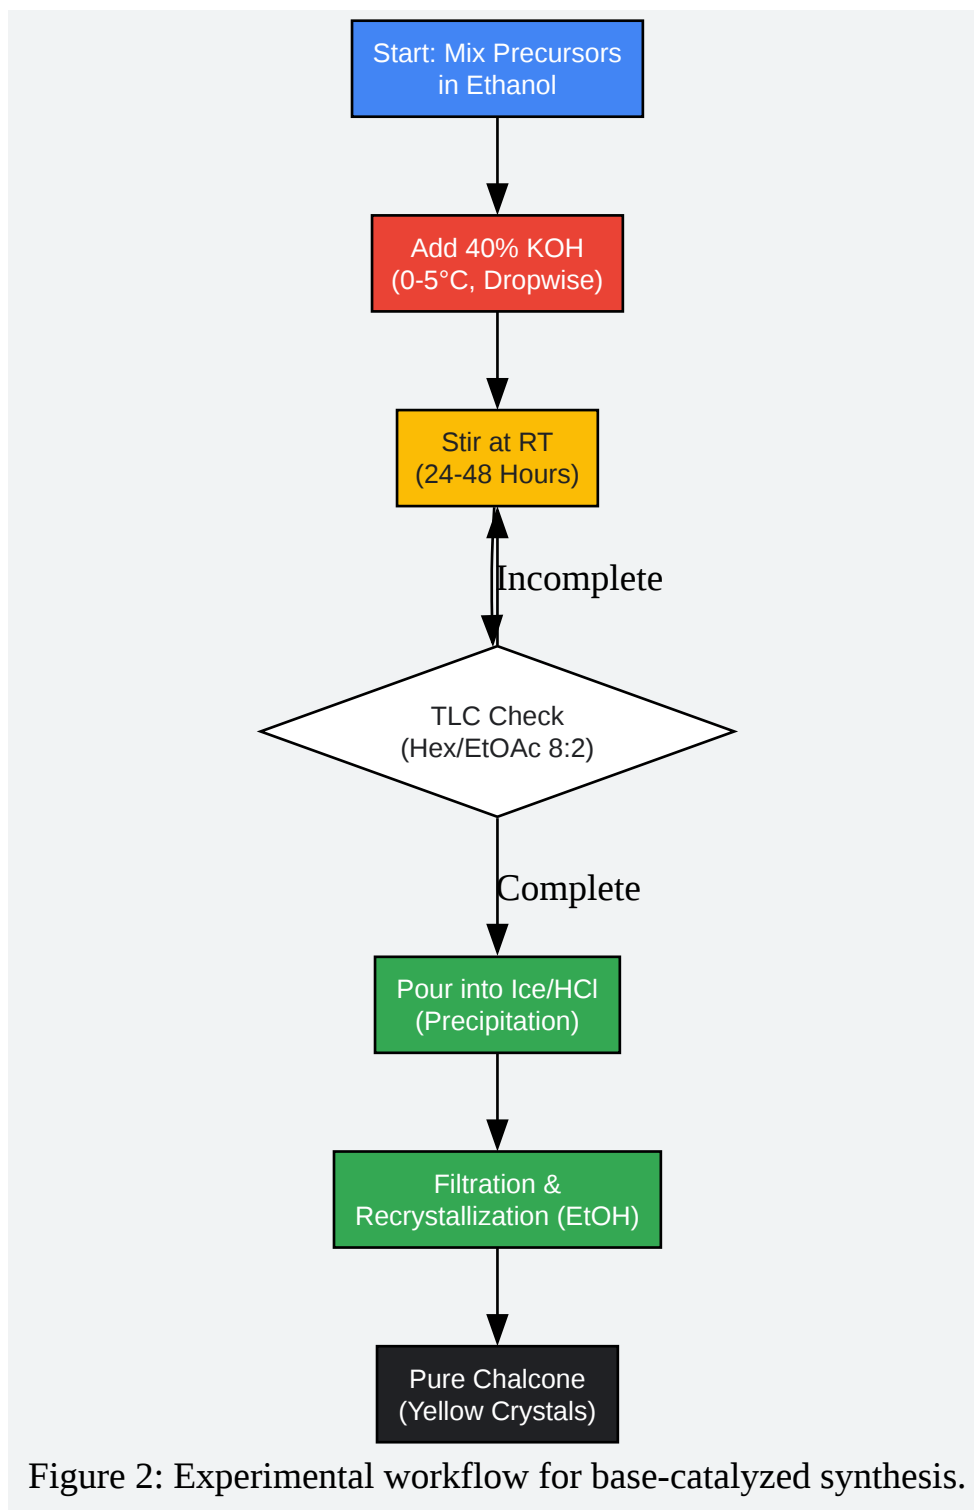 Start: Mix Precursors
in Ethanol
Add 40% KOH
(0-5°C, Dropwise)
Stir at RT
(24-48 Hours)
Incomplete
TLC Check
(Hex/EtOAc 8:2)
Complete
Pour into Ice/HCl
(Precipitation)
Filtration &
Recrystallization (EtOH)
Pure Chalcone
(Yellow Crystals)
Figure 2: Experimental workflow for base-catalyzed synthesis.